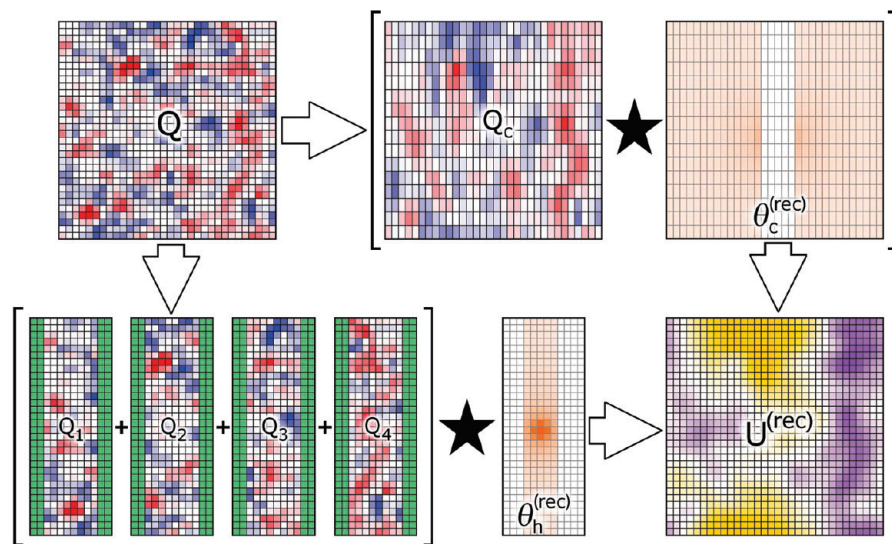 Q
Q_c
θ_c^(rec)
Q_1 + Q_2 + Q_3 + Q_4
θ_h^(rec)
U^(rec)